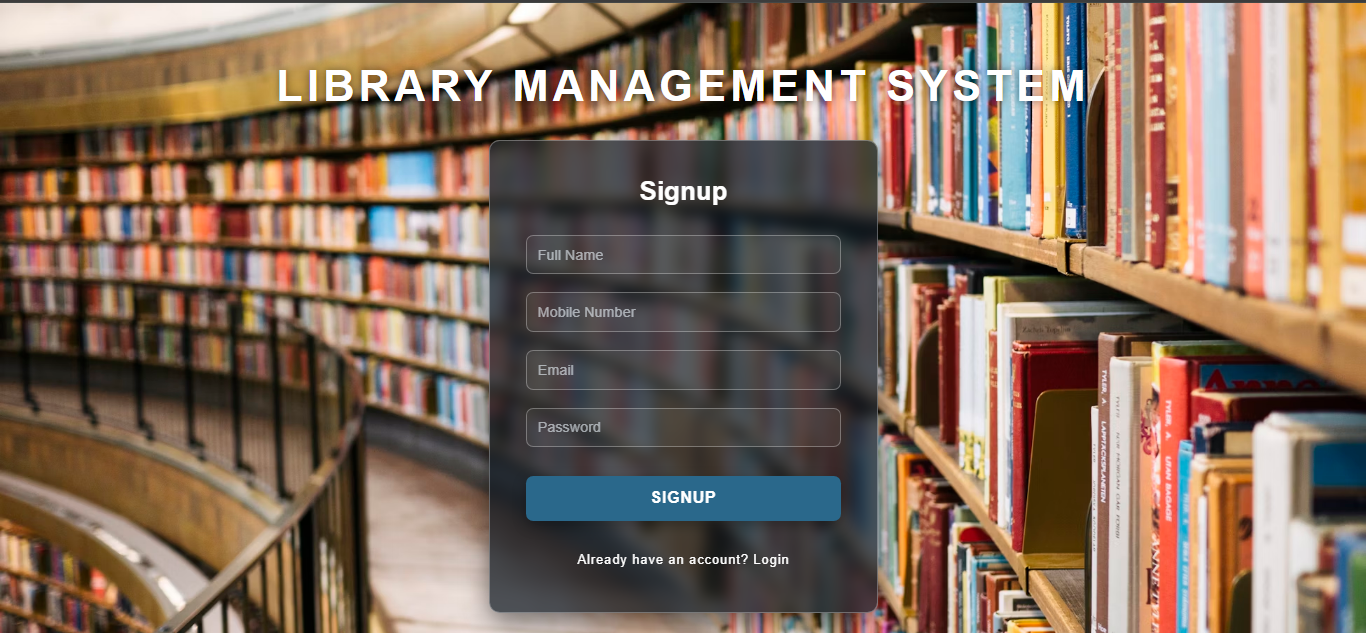 LIBRARY MANAGEMENT SYSTEM
Signup
Full Name
Mobile Number
Email
Password
SIGNUP
Already have an account? Login